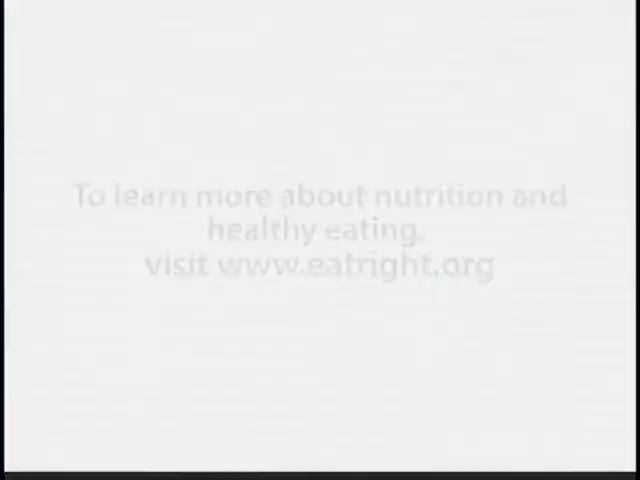 To learn more about nutrition and
healthy eating,
visit www.eatright.org